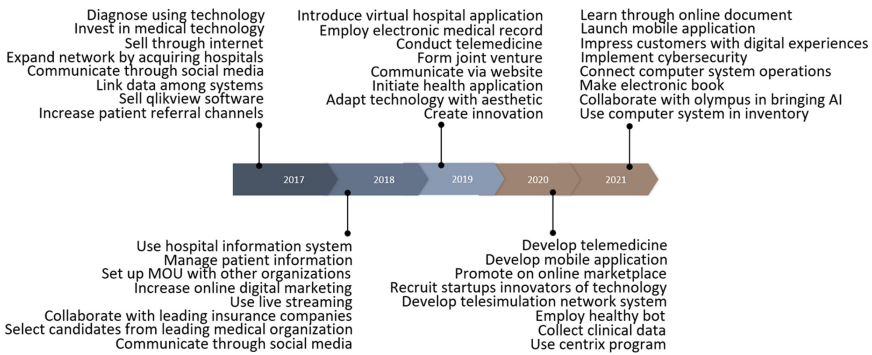 Diagnose using technology
Invest in medical technology
Sell through internet
Expand network by acquiring hospitals
Communicate through social media
Link data among systems
Sell qlikview software
Increase patient referral channels
Introduce virtual hospital application
Employ electronic medical record
Conduct telemedicine
Form joint venture
Communicate via website
Initiate health application
Adapt technology with aesthetic
Create innovation
Learn through online document
Launch mobile application
Impress customers with digital experiences
Implement cybersecurity
Connect computer system operations
Make electronic book
Collaborate with olympus in bringing AI
Use computer system in inventory
2017
2018
2019
2020
2021
Use hospital information system
Manage patient information
Set up MOU with other organizations
Increase online digital marketing
Use live streaming
Collaborate with leading insurance companies
Select candidates from leading medical organization
Communicate through social media
Develop telemedicine
Develop mobile application
Promote on online marketplace
Recruit startups innovators of technology
Develop telesimulation network system
Employ healthy bot
Collect clinical data
Use centrix program